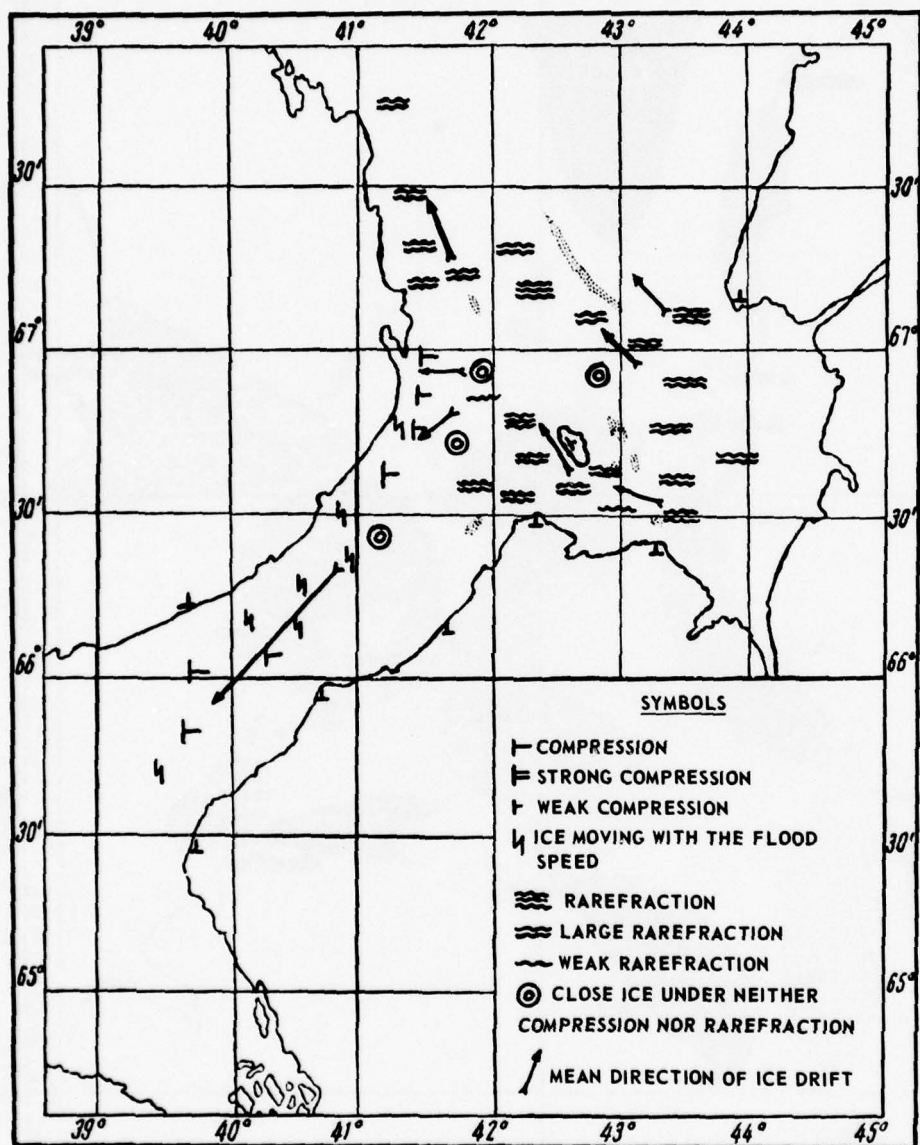 39° 40° 41° 42° 43° 44° 45°
30' 30'
67° 67°
30' 30'
66° 66°
SYMBOLS
COMPRESSION
STRONG COMPRESSION
WEAK COMPRESSION
ICE MOVING WITH THE FLOOD
SPEED
30' 30'
RAREFRACTION
LARGE RAREFRACTION
WEAK RAREFRACTION
65° 65°
CLOSE ICE UNDER NEITHER
COMPRESSION NOR RAREFRACTION
MEAN DIRECTION OF ICE DRIFT
39° 40° 41° 42° 43° 44° 45°